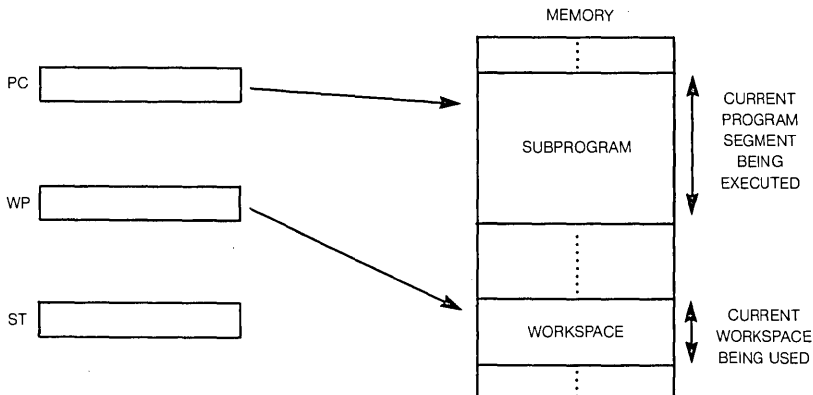 MEMORY
PC
SUBPROGRAM
CURRENT
PROGRAM
SEGMENT
BEING
EXECUTED
WP
ST
WORKSPACE
CURRENT
WORKSPACE
BEING USED